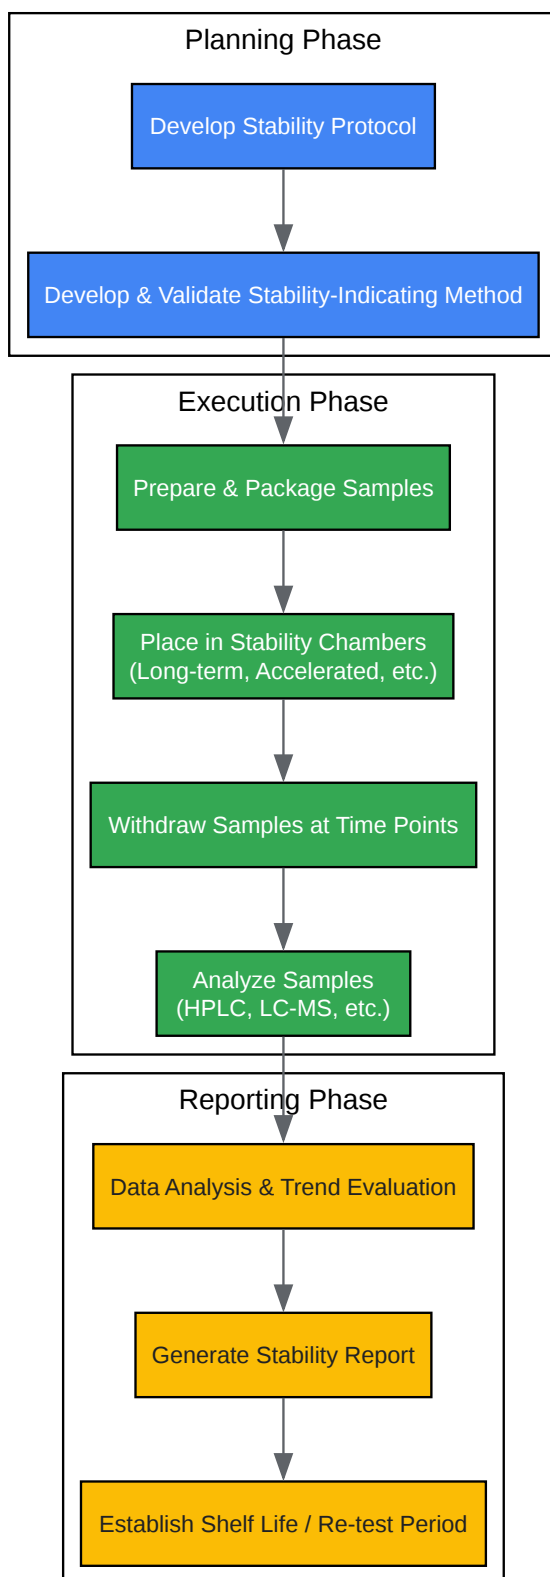 Planning Phase
Develop Stability Protocol
Develop & Validate Stability-Indicating Method
Execution Phase
Prepare & Package Samples
Place in Stability Chambers
(Long-term, Accelerated, etc.)
Withdraw Samples at Time Points
Analyze Samples
(HPLC, LC-MS, etc.)
Reporting Phase
Data Analysis & Trend Evaluation
Generate Stability Report
Establish Shelf Life / Re-test Period